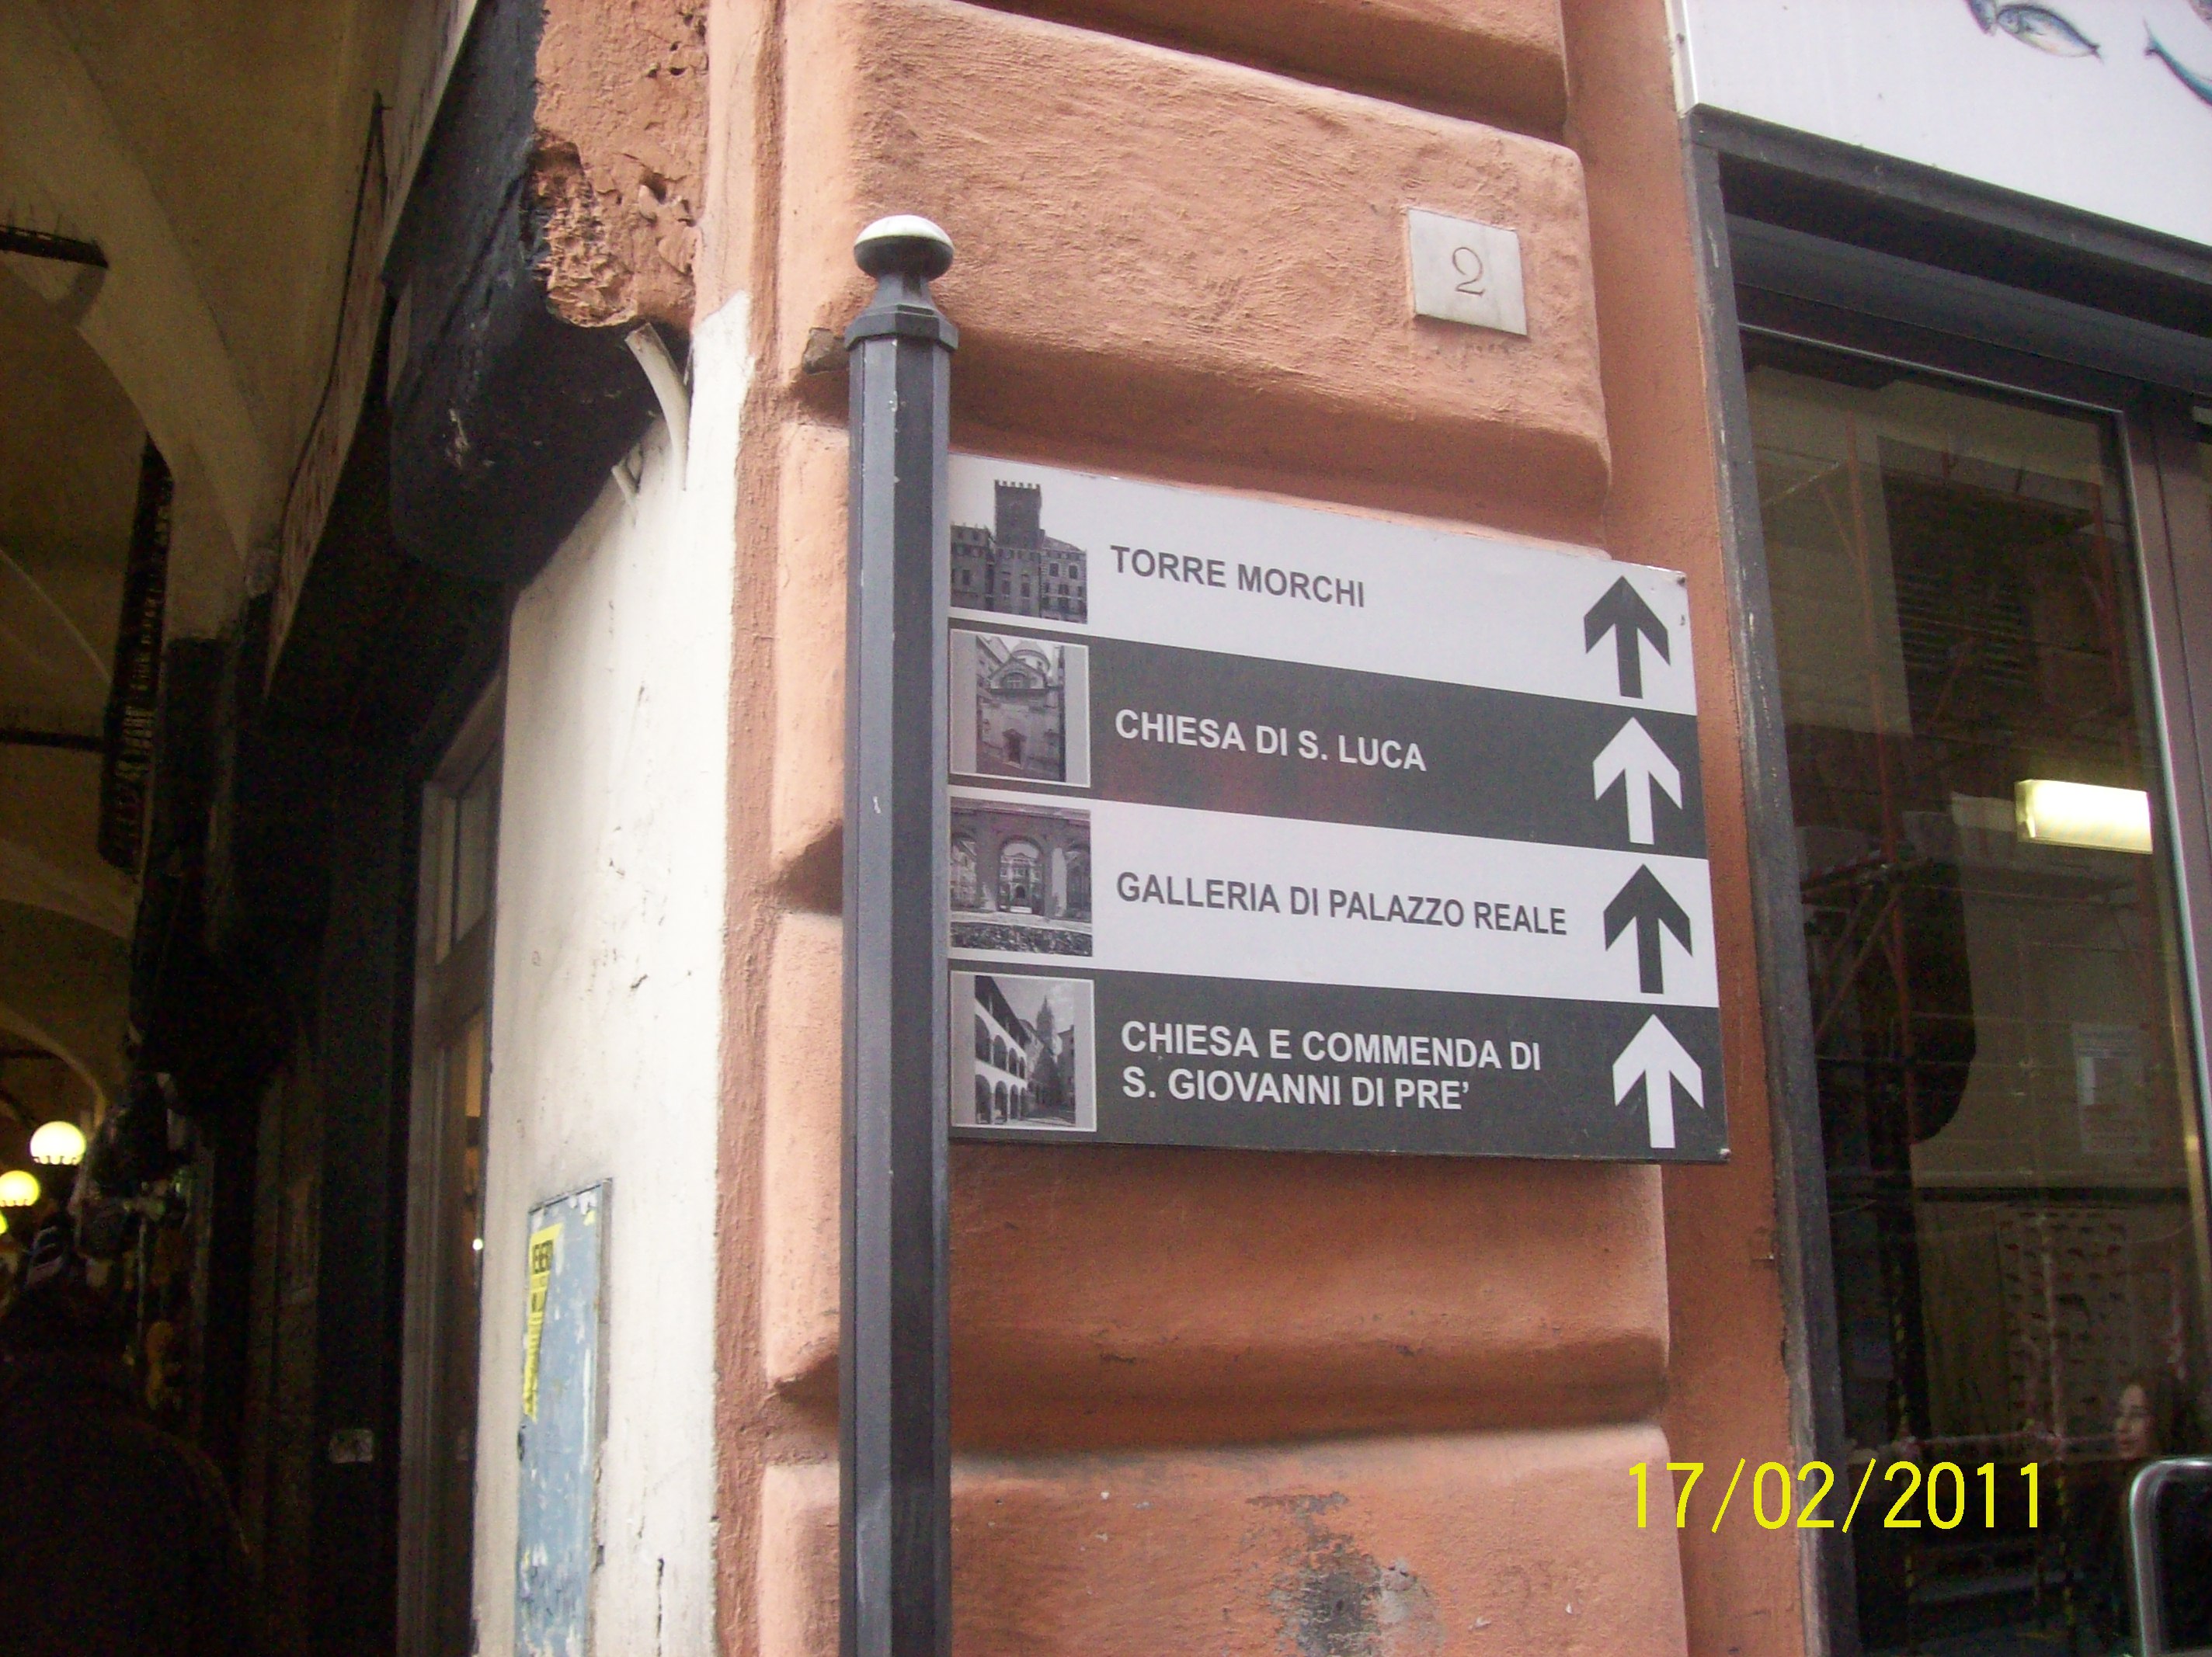 2
TORRE MORCHI
CHIESA DI S. LUCA
GALLERIA DI PALAZZO REALE
CHIESA E COMMENDA DI
S. GIOVANNI DI PRE’
17/02/2011